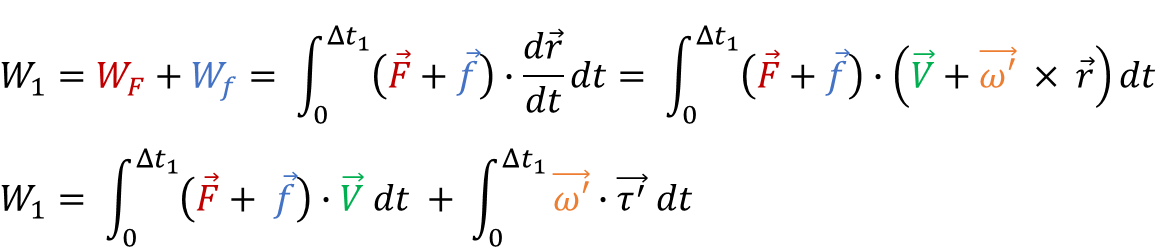 W₁ = W_F + W_f = ∫₀^Δt₁ (F⃗ + f⃗) · dr⃗/dt dt = ∫₀^Δt₁ (F⃗ + f⃗) · (V⃗ + ω′⃗ × r⃗) dt
W₁ = ∫₀^Δt₁ (F⃗ + f⃗) · V⃗ dt + ∫₀^Δt₁ ω′⃗ · τ′⃗ dt